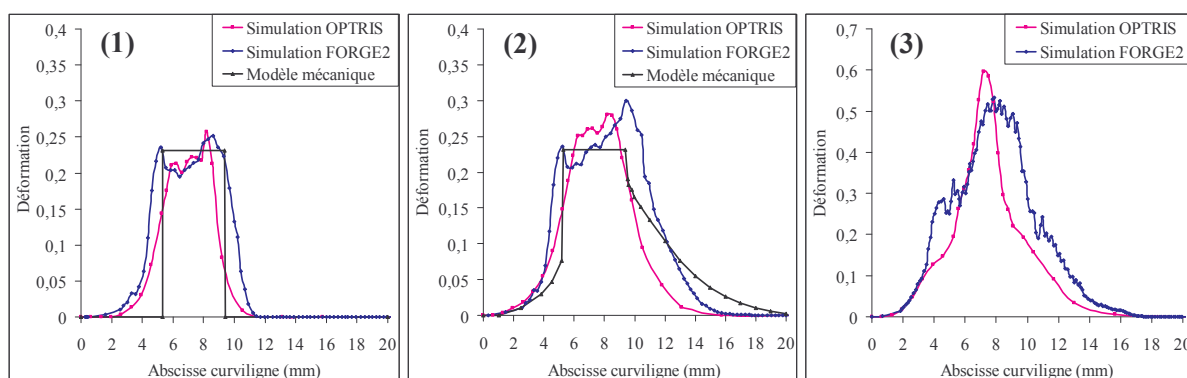 (1)
Simulation OPTRIS
Simulation FORGE2
Modèle mécanique
Déformation
0,4
0,35
0,3
0,25
0,2
0,15
0,1
0,05
0
0 2 4 6 8 10 12 14 16 18 20
Abscisse curviligne (mm)
(2)
Simulation OPTRIS
Simulation FORGE2
Modèle mécanique
Déformation
0,4
0,35
0,3
0,25
0,2
0,15
0,1
0,05
0
0 2 4 6 8 10 12 14 16 18 20
Abscisse curviligne (mm)
(3)
Simulation OPTRIS
Simulation FORGE2
Déformation
0,7
0,6
0,5
0,4
0,3
0,2
0,1
0
0 2 4 6 8 10 12 14 16 18 20
Abscisse curviligne (mm)